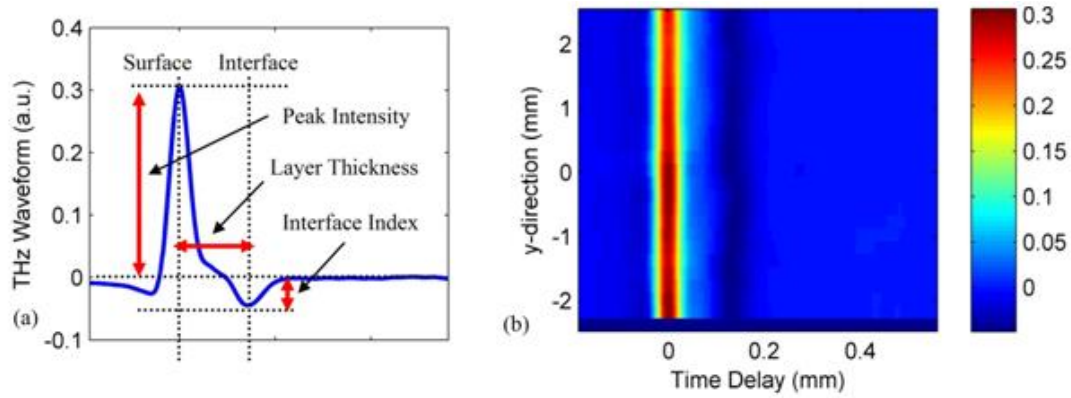 0.4
0.3
0.2
0.1
0
-0.1
THz Waveform (a.u.)
Surface
Interface
Peak Intensity
Layer Thickness
Interface Index
(a)
2
1
0
-1
-2
y-direction (mm)
0
0.2
0.4
Time Delay (mm)
(b)
0.3
0.25
0.2
0.15
0.1
0.05
0